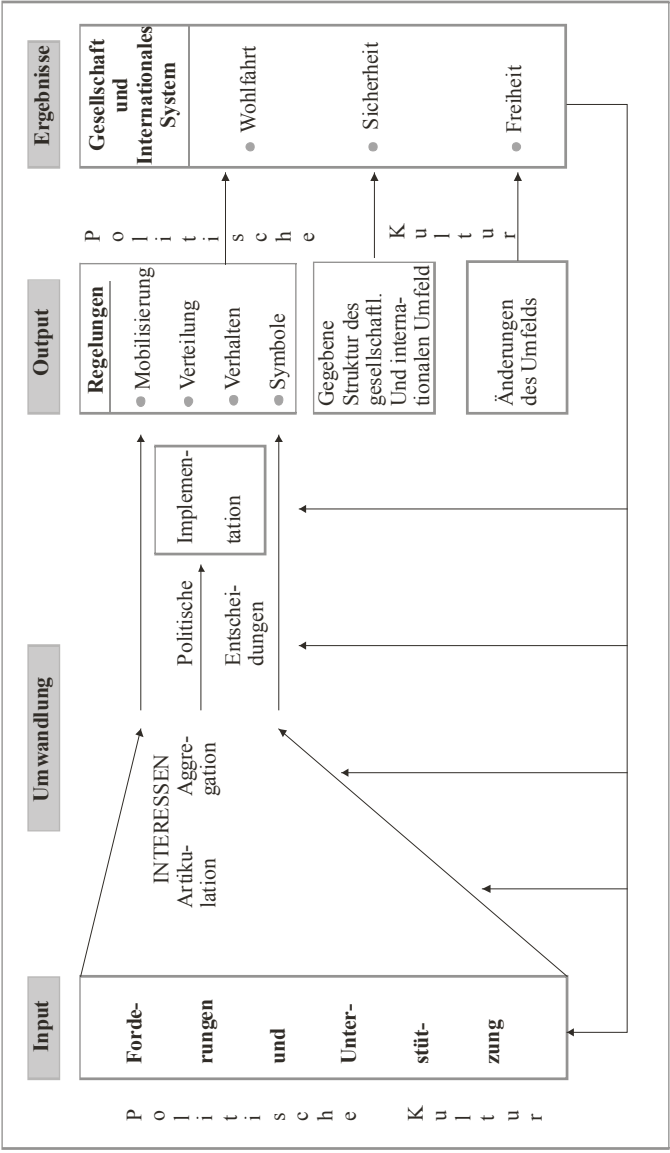 Input
Umwandlung
Output
Ergebnisse
Politische Kultur
Forde-
rungen
und
Unter-
stüt-
zung
INTERESSEN
Artiku-
lation
Aggre-
gation
Politische
Entschei-
dungen
Implemen-
tation
Regelungen
Mobilisierung
Verteilung
Verhalten
Symbole
Gegebene
Struktur des
gesellschaftl.
Und interna-
tionalen Umfeld
Änderungen
des Umfelds
Politische Kultur
Gesellschaft
und
Internationales
System
Wohlfahrt
Sicherheit
Freiheit